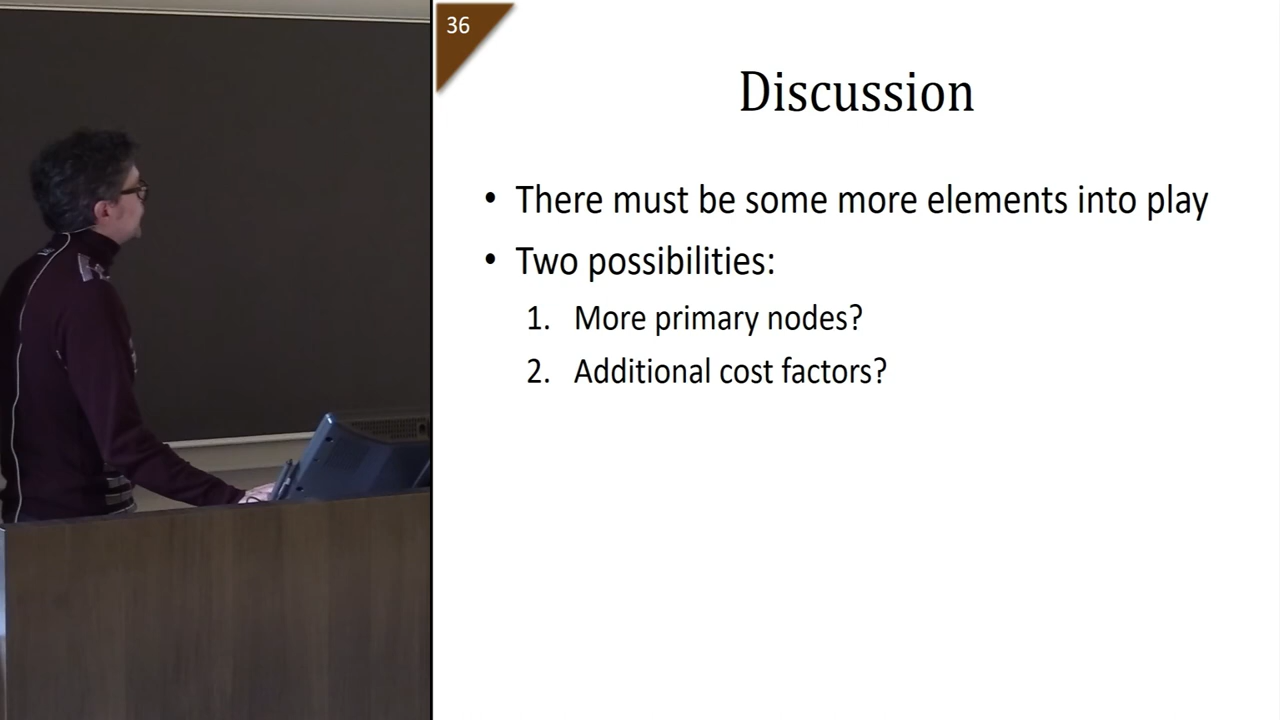 36
Discussion
• There must be some more elements into play
• Two possibilities:
1. More primary nodes?
2. Additional cost factors?